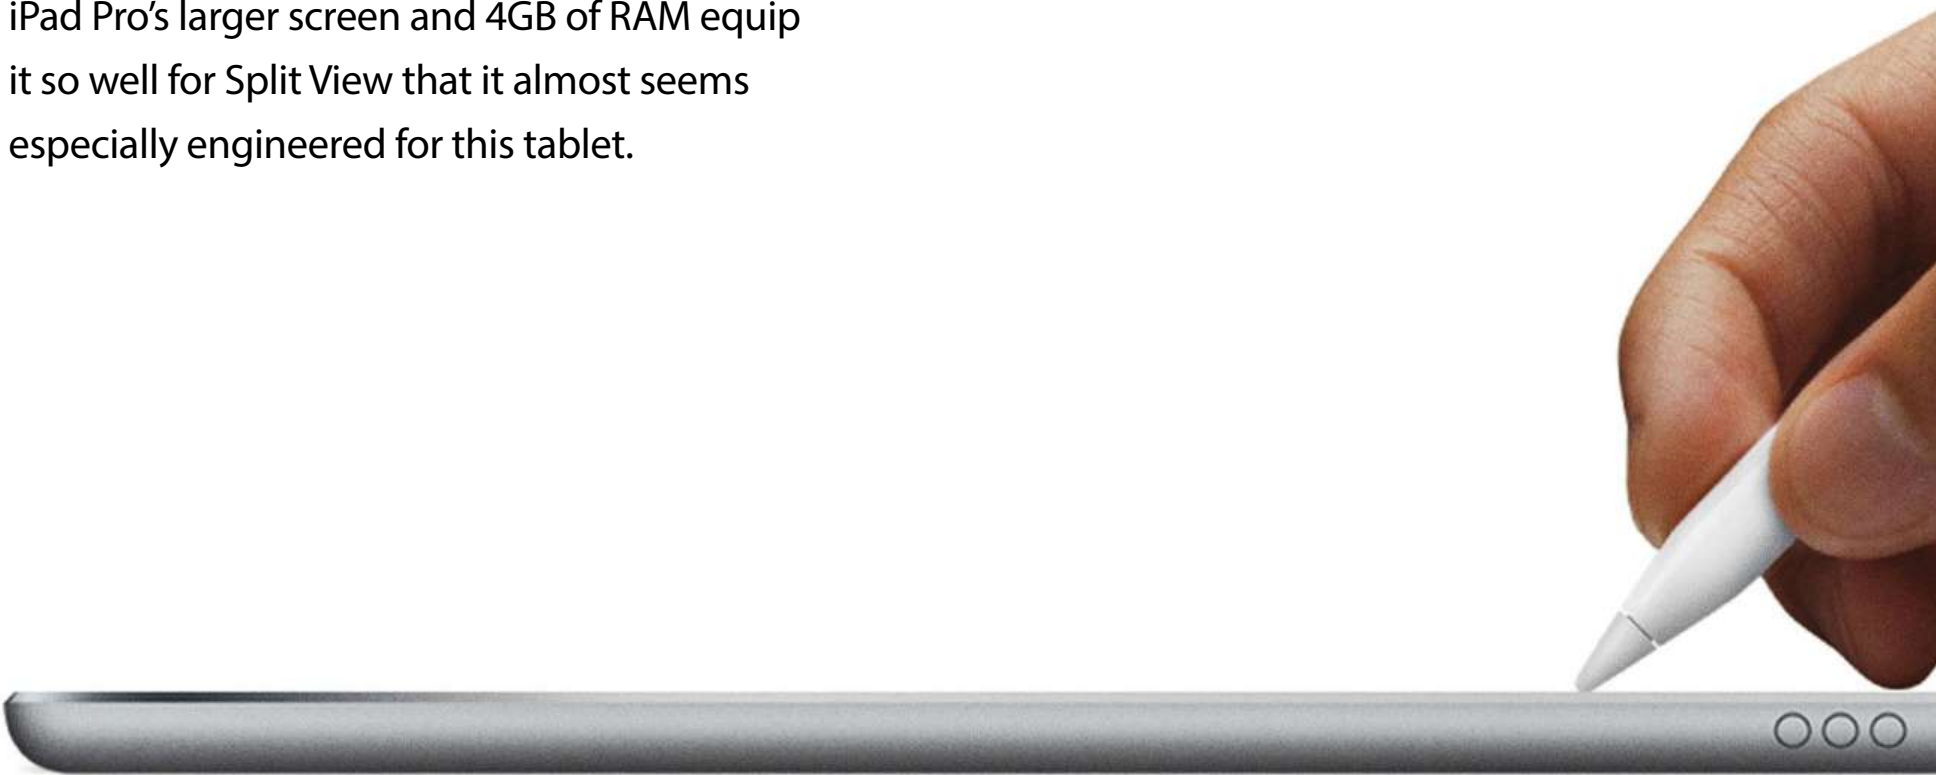 iPad Pro’s larger screen and 4GB of RAM equip
it so well for Split View that it almost seems
especially engineered for this tablet.